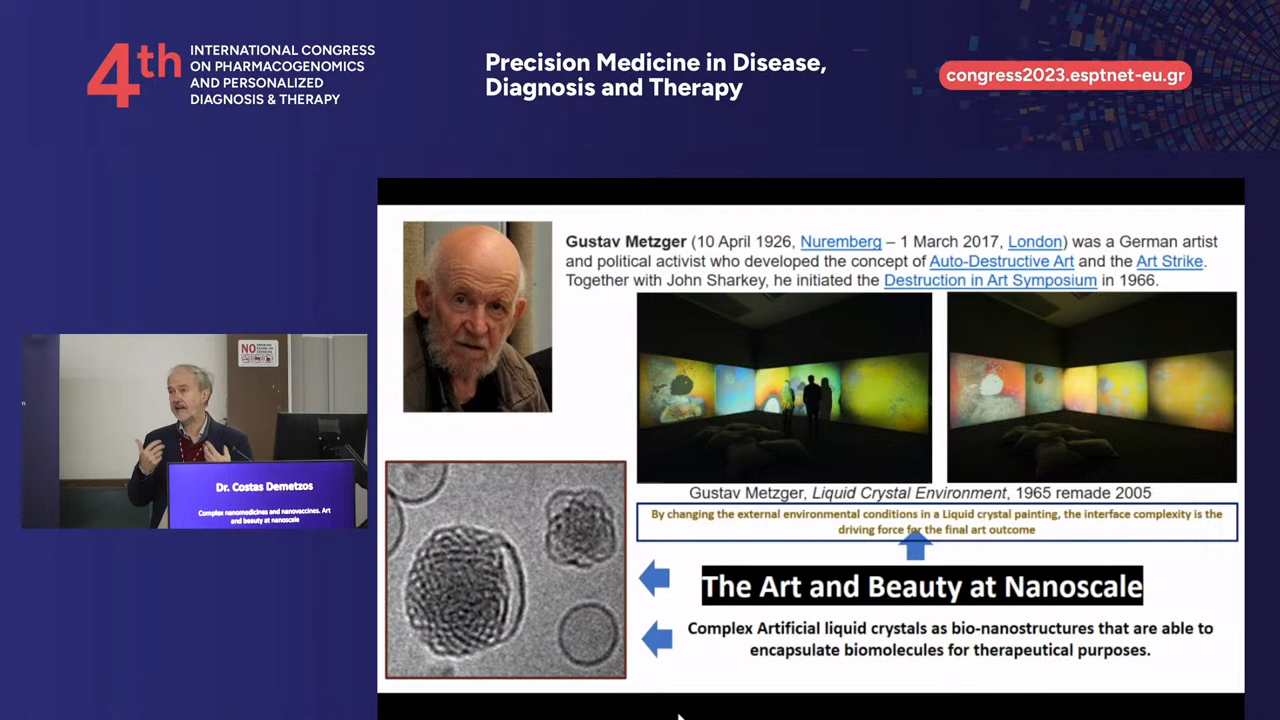 4th
INTERNATIONAL CONGRESS
ON PHARMACOGENOMICS
AND PERSONALIZED
DIAGNOSIS & THERAPY
Precision Medicine in Disease,
Diagnosis and Therapy
congress2023.esptnet-eu.gr
Gustav Metzger (10 April 1926, Nuremberg – 1 March 2017, London) was a German artist
and political activist who developed the concept of Auto-Destructive Art and the Art Strike.
Together with John Sharkey, he initiated the Destruction in Art Symposium in 1966.
Gustav Metzger, Liquid Crystal Environment, 1965 remade 2005
By changing the external environmental conditions in a Liquid crystal painting, the interface complexity is the
driving force for the final art outcome
The Art and Beauty at Nanoscale
Complex Artificial liquid crystals as bio-nanostructures that are able to
encapsulate biomolecules for therapeutical purposes.
NO
Dr. Costas Demetzos
Complex nanomedicines and nanovaccines. Art
and beauty at nanoscale